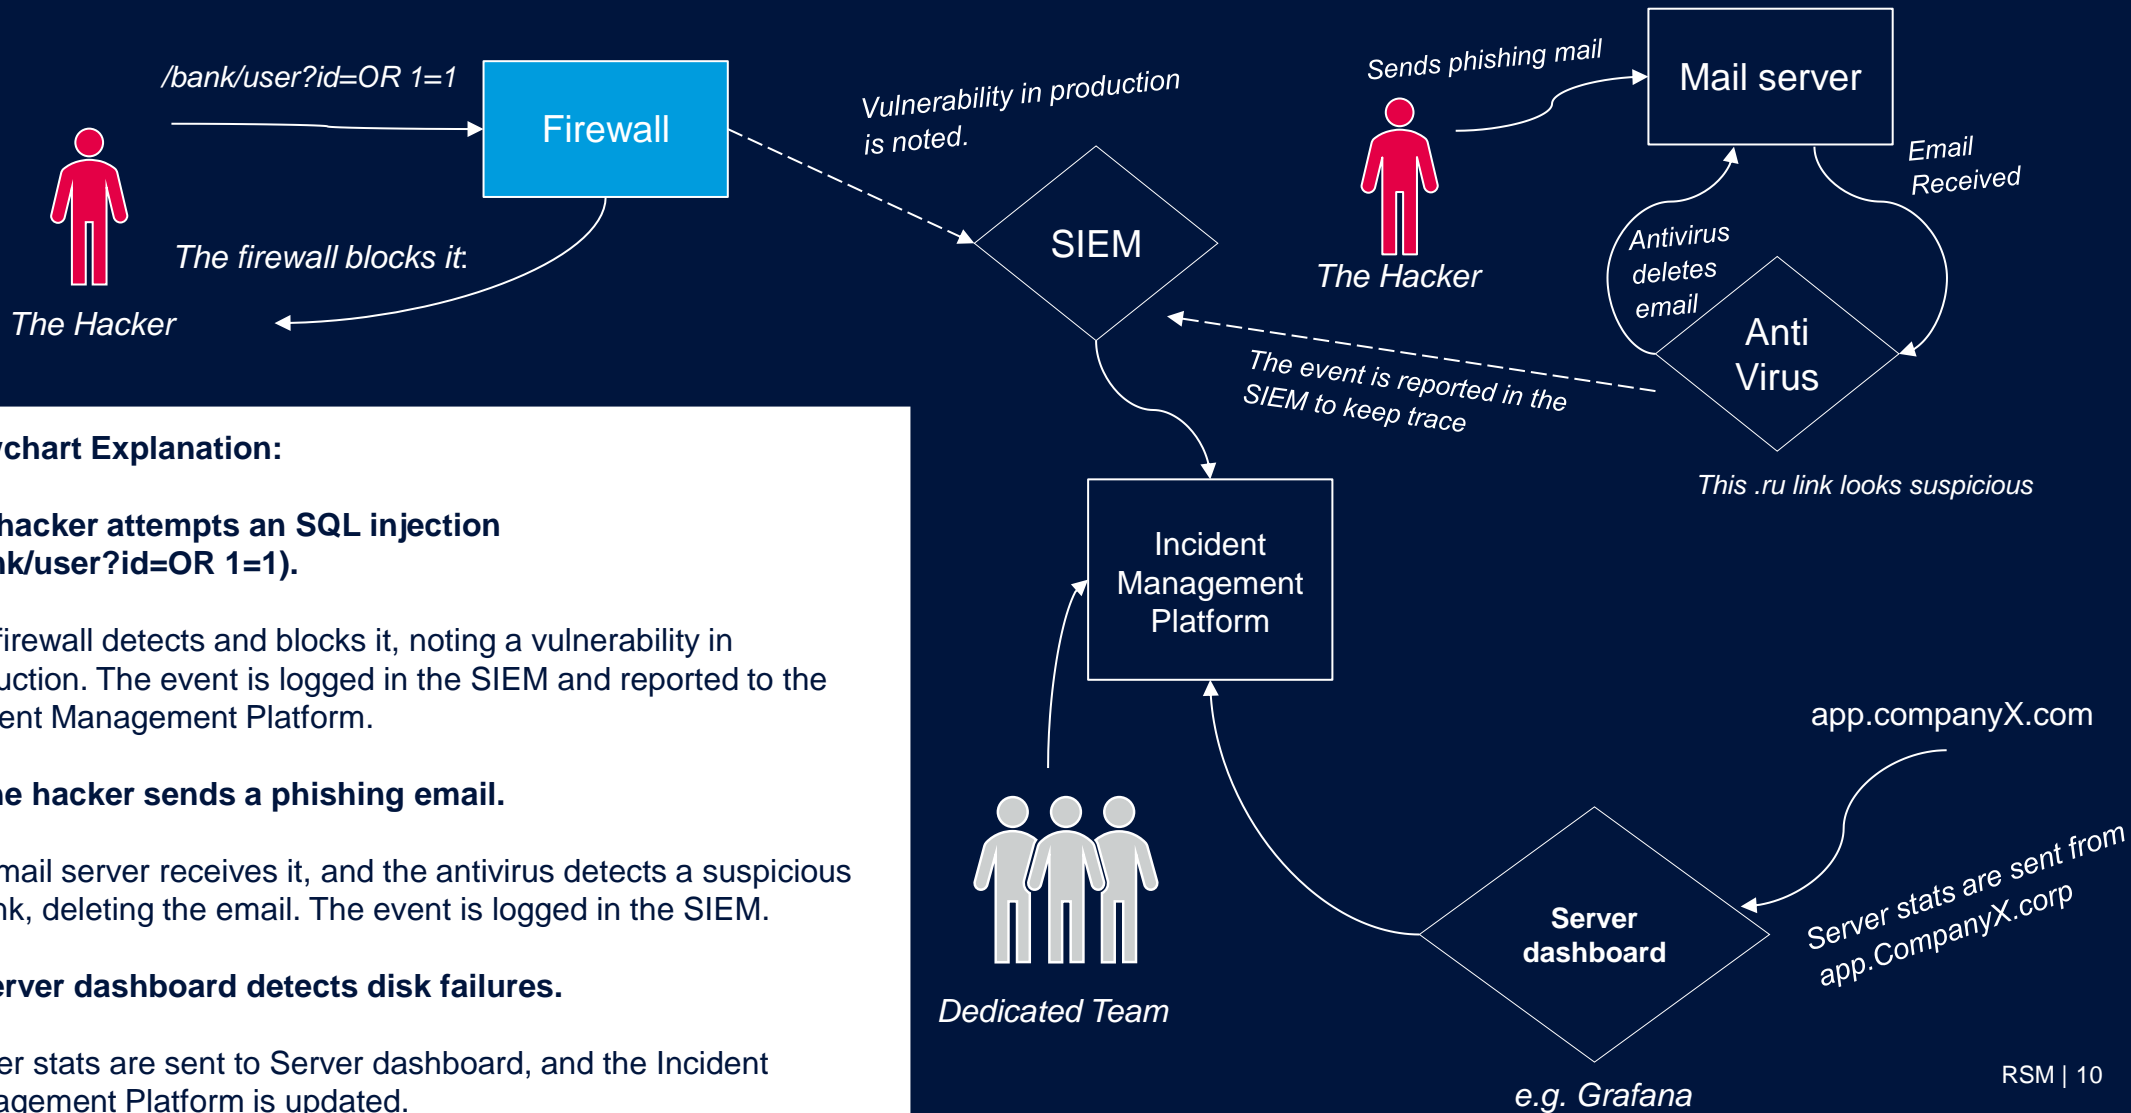 /bank/user?id=OR 1=1
Firewall
The firewall blocks it:
The Hacker
Vulnerability in production
is noted.
SIEM
Sends phishing mail
The Hacker
Mail server
Email
Received
Antivirus
deletes
email
Anti
Virus
This .ru link looks suspicious
The event is reported in the
SIEM to keep trace
Incident
Management
Platform
Dedicated Team
app.companyX.com
Server stats are sent from
app.CompanyX.corp
Server
dashboard
e.g. Grafana
chart Explanation:
hacker attempts an SQL injection
nk/user?id=OR 1=1).
firewall detects and blocks it, noting a vulnerability in
uction. The event is logged in the SIEM and reported to the
ent Management Platform.
he hacker sends a phishing email.
mail server receives it, and the antivirus detects a suspicious
nk, deleting the email. The event is logged in the SIEM.
erver dashboard detects disk failures.
er stats are sent to Server dashboard, and the Incident
agement Platform is updated.
RSM | 10